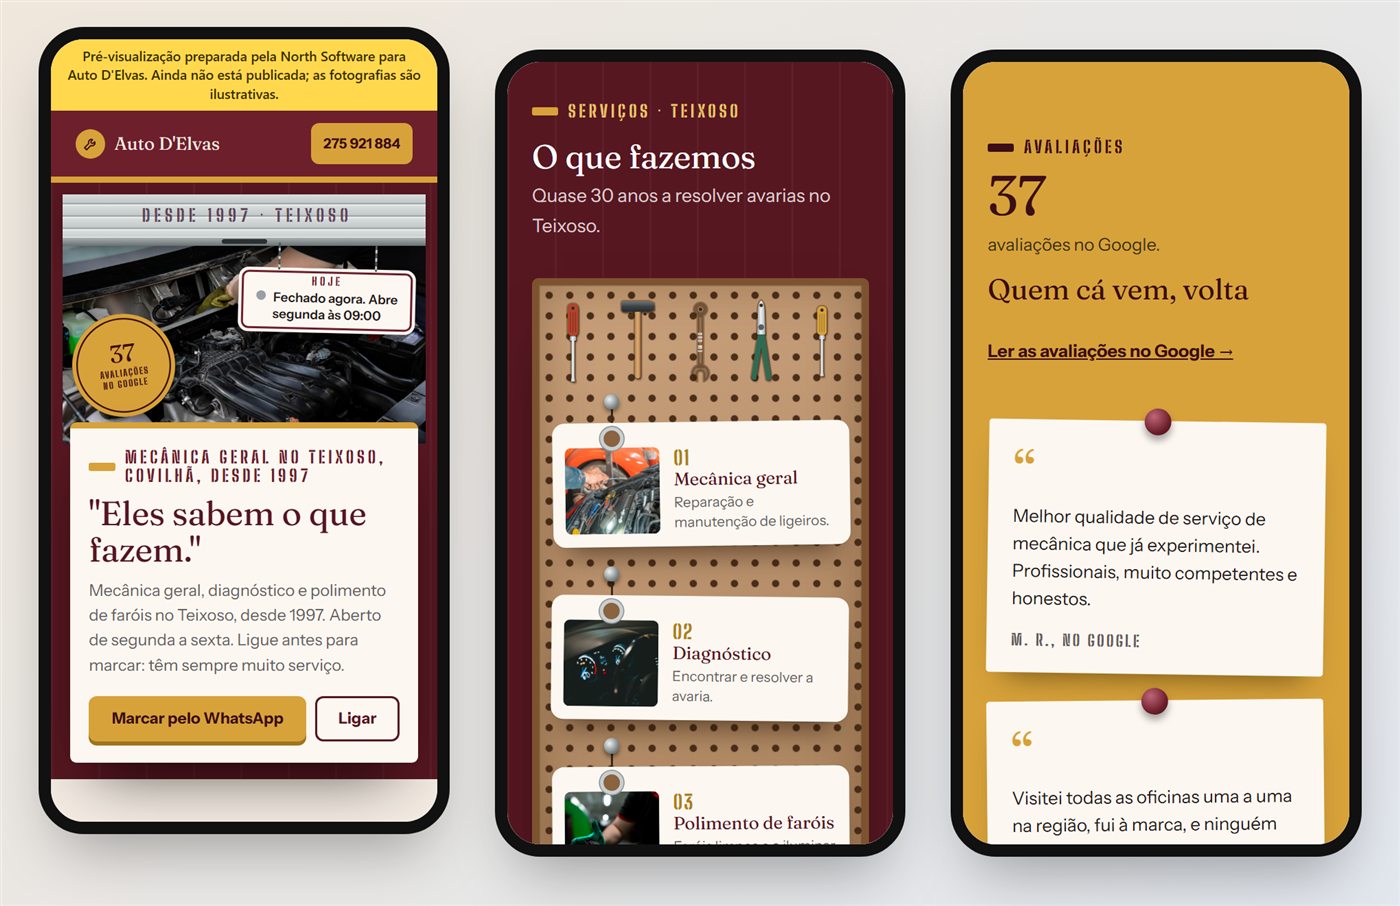 Pré-visualização preparada pela North Software para
Auto D'Elvas. Ainda não está publicada; as fotografias são
ilustrativas.
Auto D'Elvas
275 921 884
DESDE 1997 · TEIXOSO
HOJE
Fechado agora. Abre
segunda às 09:00
37
AVALIAÇÕES
NO GOOGLE
MECÂNICA GERAL NO TEIXOSO,
COVILHÃ, DESDE 1997
"Eles sabem o que
fazem."
Mecânica geral, diagnóstico e polimento
de faróis no Teixoso, desde 1997. Aberto
de segunda a sexta. Ligue antes para
marcar: têm sempre muito serviço.
Marcar pelo WhatsApp
Ligar
SERVIÇOS · TEIXOSO
O que fazemos
Quase 30 anos a resolver avarias no
Teixoso.
01
Mecânica geral
Reparação e
manutenção de ligeiros.
02
Diagnóstico
Encontrar e resolver a
avaria.
03
Polimento de faróis
AVALIAÇÕES
37
avaliações no Google.
Quem cá vem, volta
Ler as avaliações no Google →
“
Melhor qualidade de serviço de
mecânica que já experimentei.
Profissionais, muito competentes e
honestos.
M. R., NO GOOGLE
“
Visitei todas as oficinas uma a uma
na região, fui à marca, e ninguém